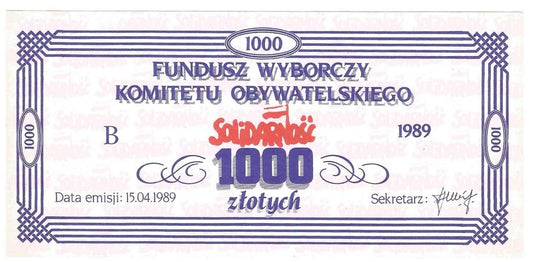 1000
FUNDUSZ WYBORCZY
KOMITETU OBYWATELSKIEGO
B
SOLIDARNOŚĆ
1989
1000
1000
1000
złotych
Data emisji: 15.04.1989
Sekretarz: